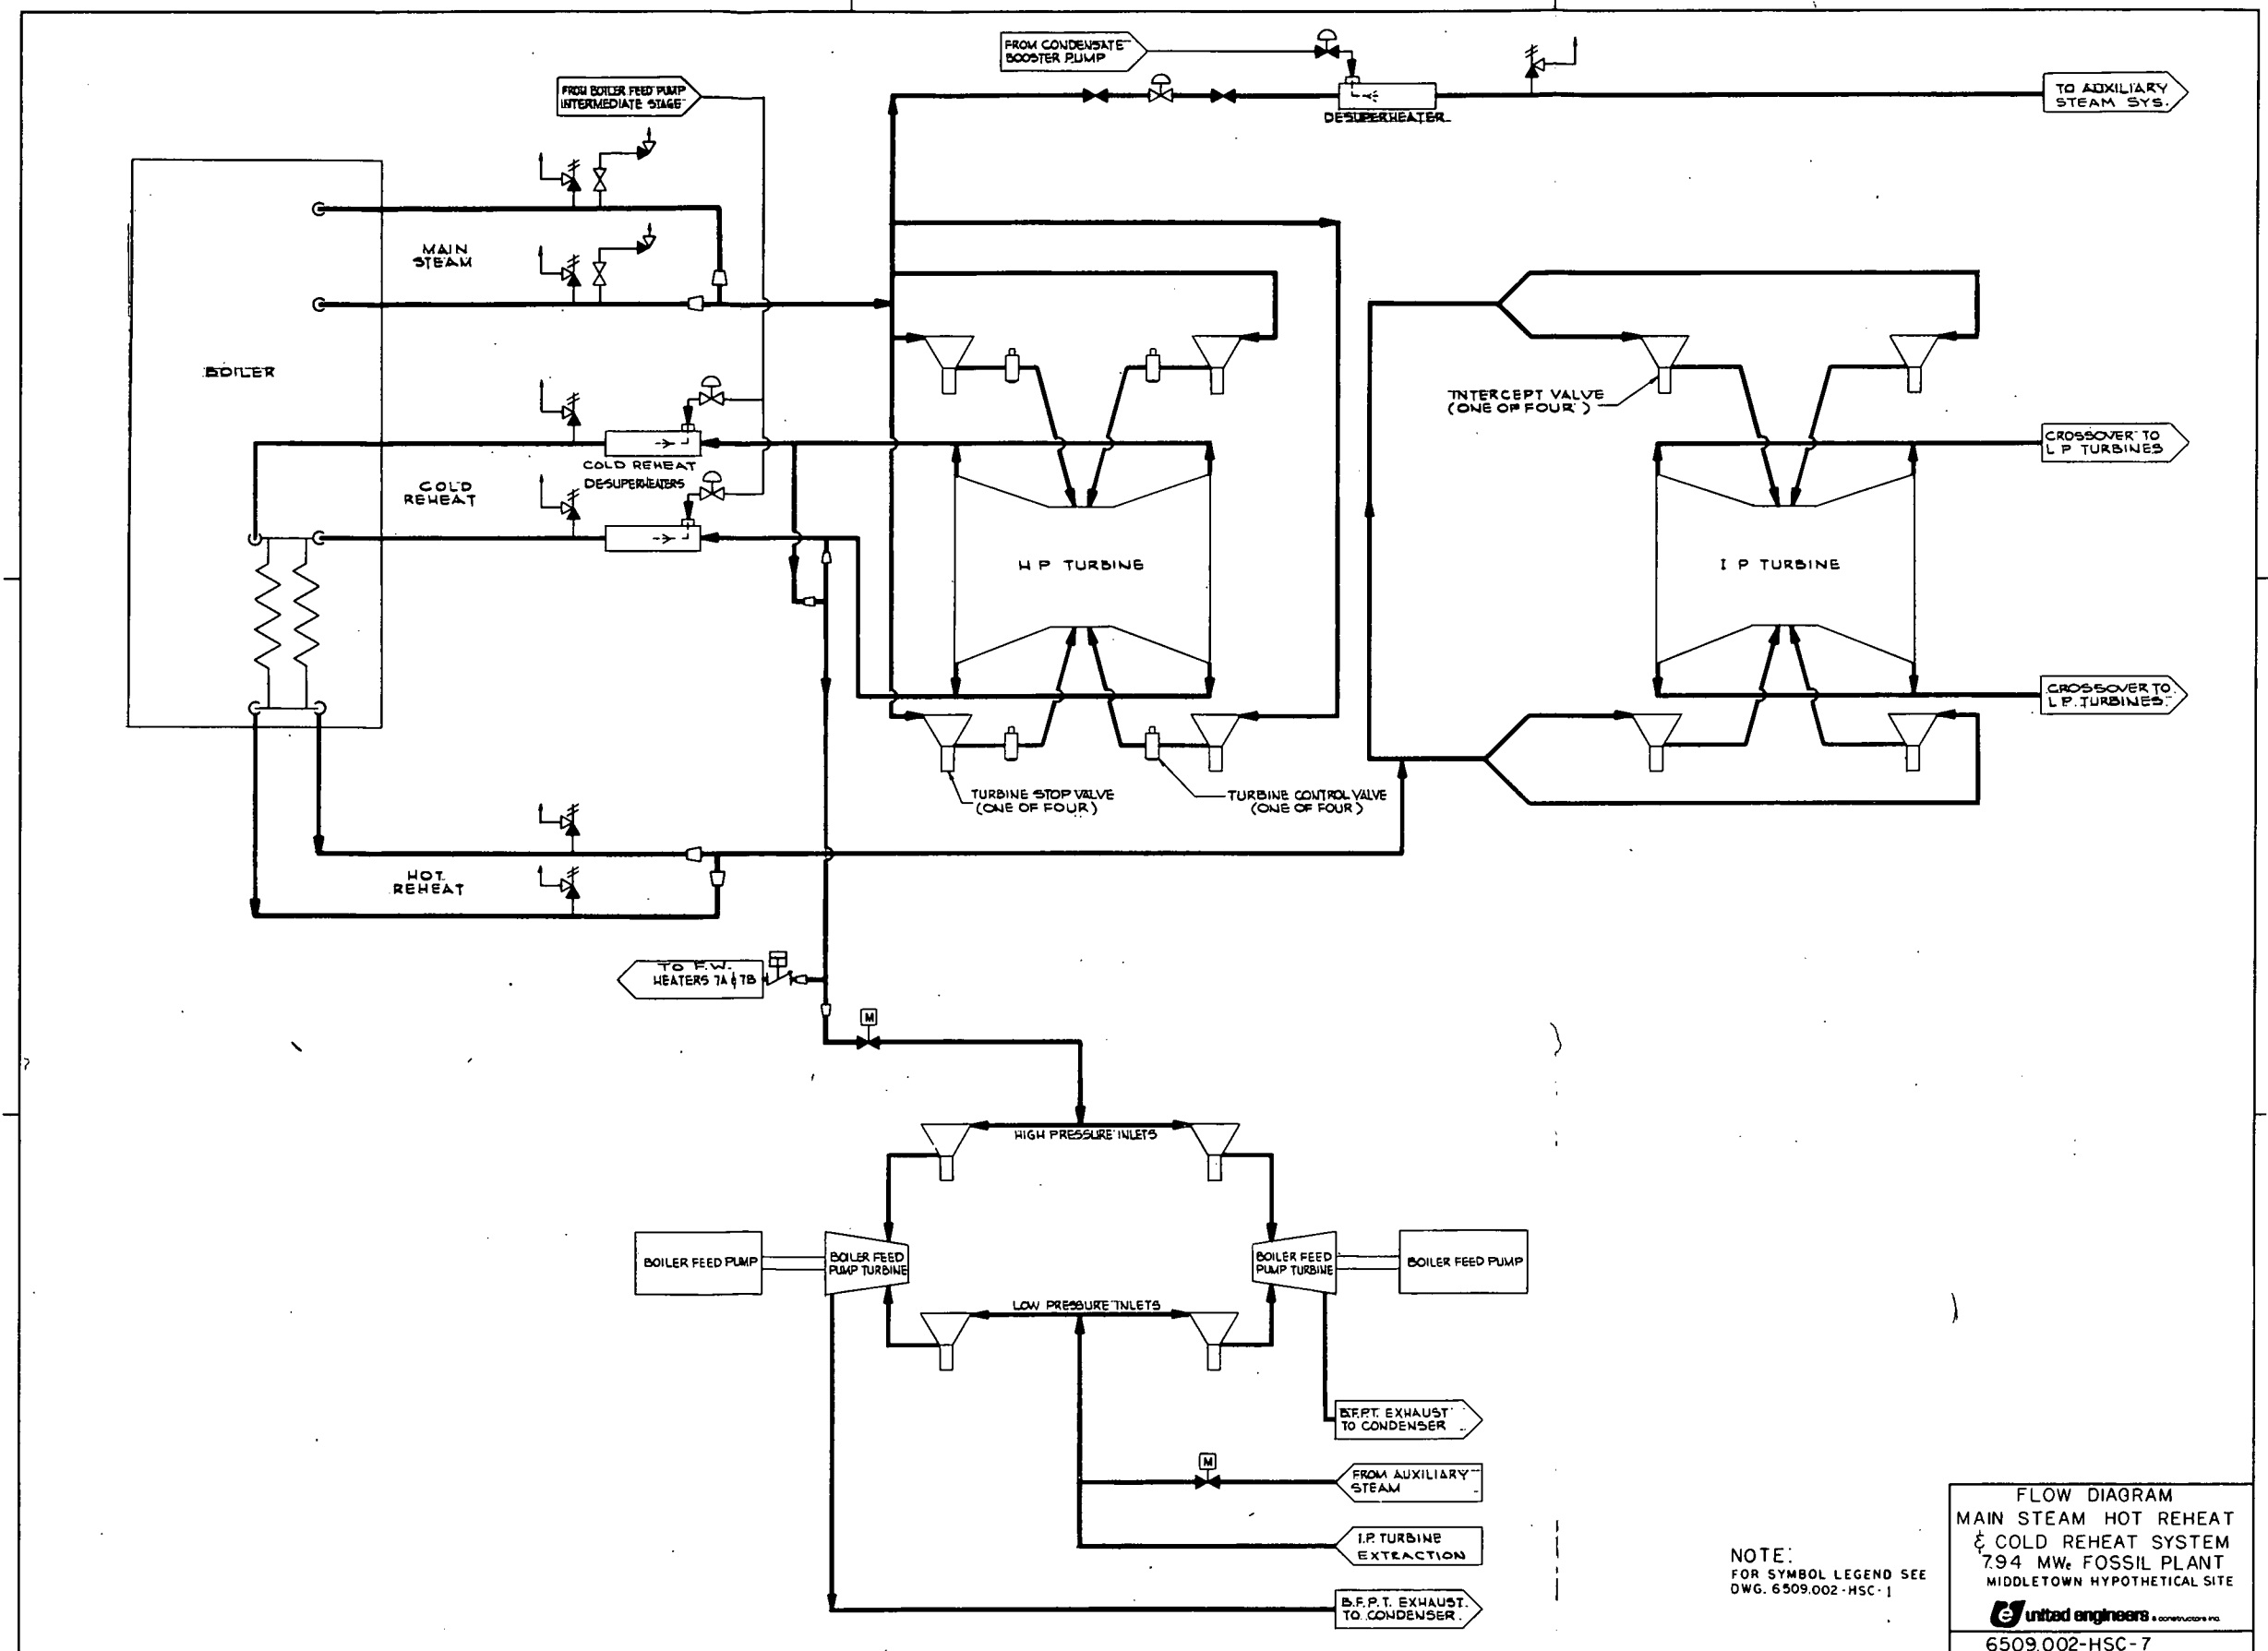 FROM CONDENSATE
BOOSTER PUMP
FROM BOILER FEED PUMP
INTERMEDIATE STAGE
TO AUXILIARY
STEAM SYS.
DESUPERHEATER
MAIN
STEAM
BOILER
INTERCEPT VALVE
(ONE OF FOUR)
CROSSOVER TO
L P TURBINES
COLD REHEAT
DESUPERHEATERS
COLD
REHEAT
H P TURBINE
I P TURBINE
CROSSOVER TO
L P TURBINES
TURBINE STOP VALVE
(ONE OF FOUR)
TURBINE CONTROL VALVE
(ONE OF FOUR)
HOT
REHEAT
TO F.W.
HEATERS 7A & 7B
M
HIGH PRESSURE INLETS
BOILER FEED PUMP
BOILER FEED
PUMP TURBINE
BOILER FEED
PUMP TURBINE
BOILER FEED PUMP
LOW PRESSURE INLETS
B.F.P.T. EXHAUST
TO CONDENSER
M
FROM AUXILIARY
STEAM
I.P. TURBINE
EXTRACTION
B.F.P.T. EXHAUST
TO CONDENSER
NOTE:
FOR SYMBOL LEGEND SEE
DWG. 6509.002-HSC-1
FLOW DIAGRAM
MAIN STEAM HOT REHEAT
& COLD REHEAT SYSTEM
794 MWe FOSSIL PLANT
MIDDLETOWN HYPOTHETICAL SITE
united engineers & constructors inc.
6509.002-HSC-7